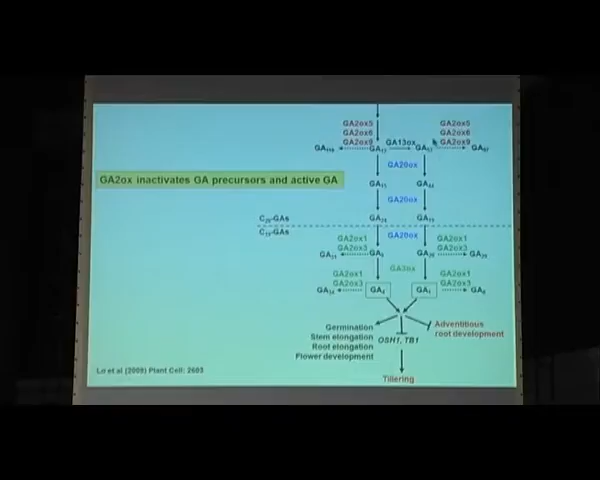 GA2ox5 GA2ox5
GA2ox6 GA2ox6
GA2ox9 GA13ox GA2ox9
GA20ox
GA2ox inactivates GA precursors and active GA
GA20ox
C20-GAs
C19-GAs
GA20ox
GA2ox1 GA2ox1
GA2ox3 GA2ox3
GA3ox
GA2ox1 GA2ox1
GA2ox3 GA2ox3
GA4 GA1
Germination
Stem elongation
Root elongation
Flower development
OSH1, TB1
Adventitious
root development
Lo et al (2008) Plant Cell: 2603
Tillering